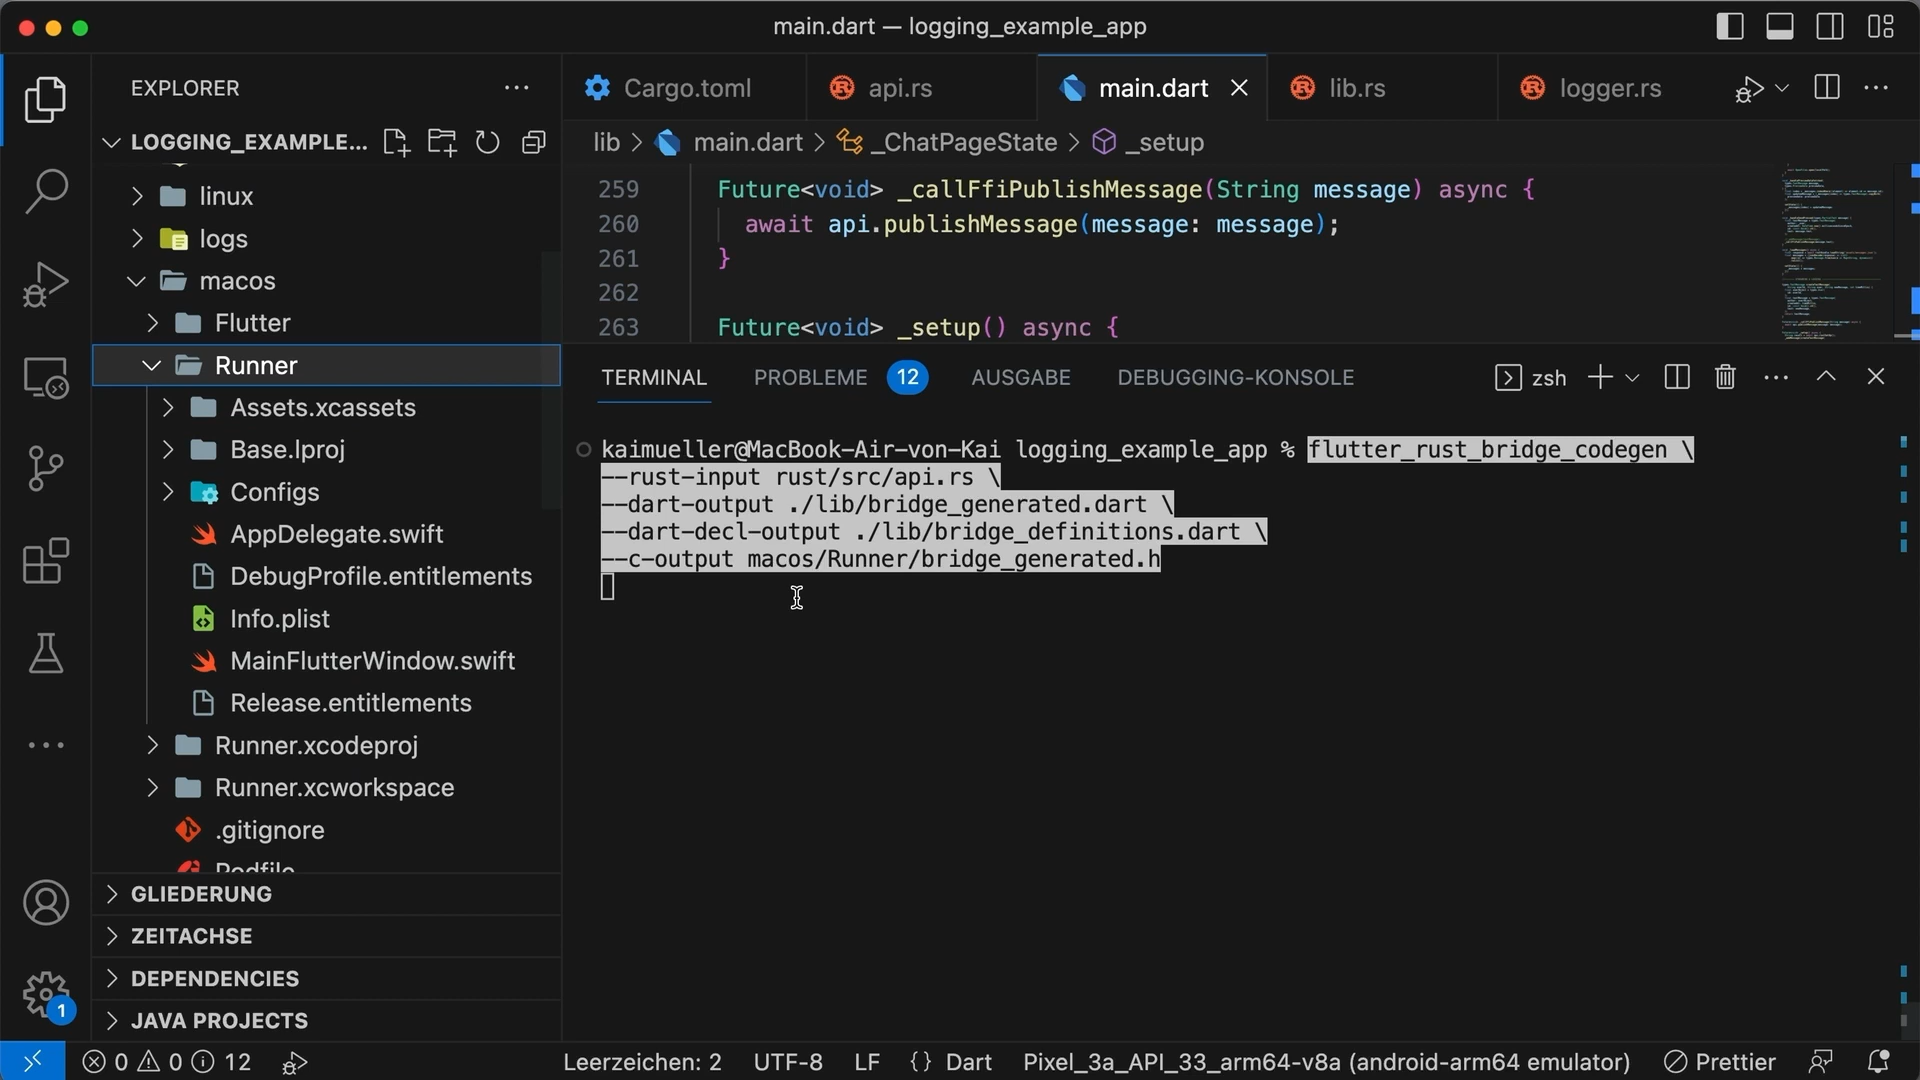 main.dart — logging_example_app
EXPLORER
Cargo.toml
api.rs
main.dart
lib.rs
logger.rs
LOGGING_EXAMPLE...
lib > main.dart > _ChatPageState > _setup
linux
logs
macos
Flutter
Runner
Assets.xcassets
Base.lproj
Configs
AppDelegate.swift
DebugProfile.entitlements
Info.plist
MainFlutterWindow.swift
Release.entitlements
Runner.xcodeproj
Runner.xcworkspace
.gitignore
Podfile
GLIEDERUNG
ZEITACHSE
DEPENDENCIES
JAVA PROJECTS
259 Future<void> _callFfiPublishMessage(String message) async {
260 await api.publishMessage(message: message);
261 }
262
263 Future<void> _setup() async {
TERMINAL PROBLEME 12 AUSGABE DEBUGGING-KONSOLE zsh
kaimueller@MacBook-Air-von-Kai logging_example_app % flutter_rust_bridge_codegen \
--rust-input rust/src/api.rs \
--dart-output ./lib/bridge_generated.dart \
--dart-decl-output ./lib/bridge_definitions.dart \
--c-output macos/Runner/bridge_generated.h
1
0 0 12 Leerzeichen: 2 UTF-8 LF {} Dart Pixel_3a_API_33_arm64-v8a (android-arm64 emulator) Prettier